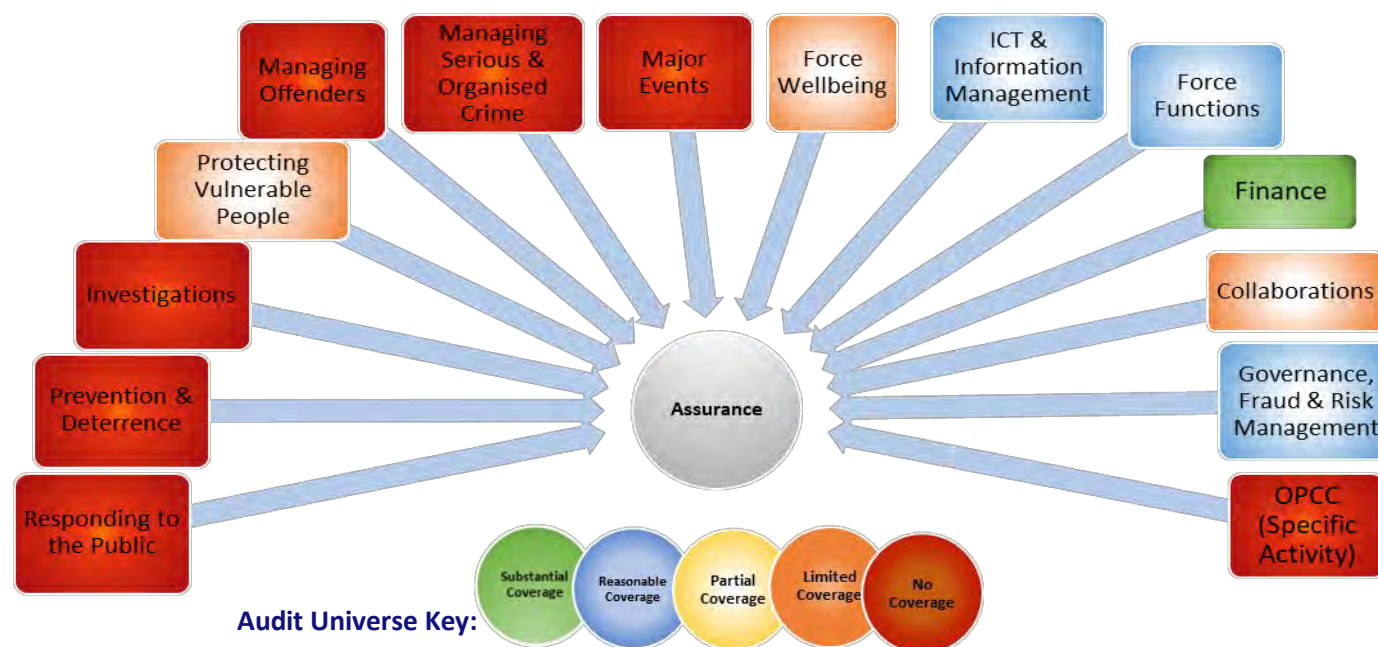 Managing
Offenders
Managing
Serious &
Organised
Crime
Major
Events
Force
Wellbeing
ICT &
Information
Management
Force
Functions
Protecting
Vulnerable
People
Finance
Investigations
Collaborations
Prevention &
Deterrence
Governance,
Fraud & Risk
Management
Responding to
the Public
OPCC
(Specific
Activity)
Assurance
Audit Universe Key:
Substantial
Coverage
Reasonable
Coverage
Partial
Coverage
Limited
Coverage
No
Coverage